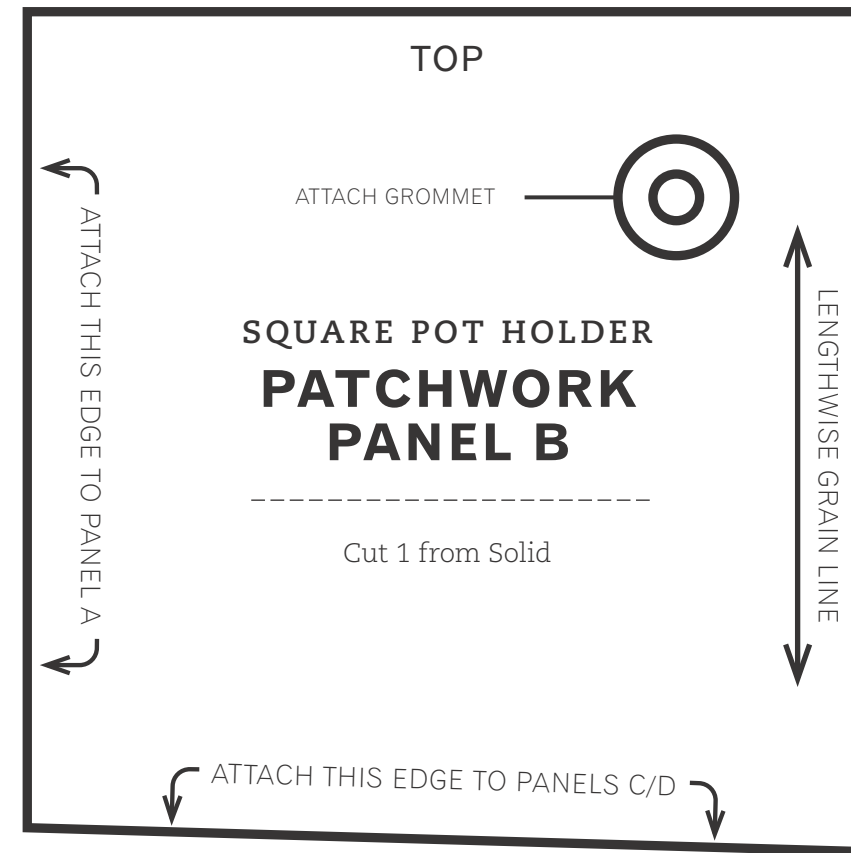 TOP
ATTACH GROMMET
ATTACH THIS EDGE TO PANEL A
SQUARE POT HOLDER
PATCHWORK
PANEL B
Cut 1 from Solid
LENGTHWISE GRAIN LINE
ATTACH THIS EDGE TO PANELS C/D